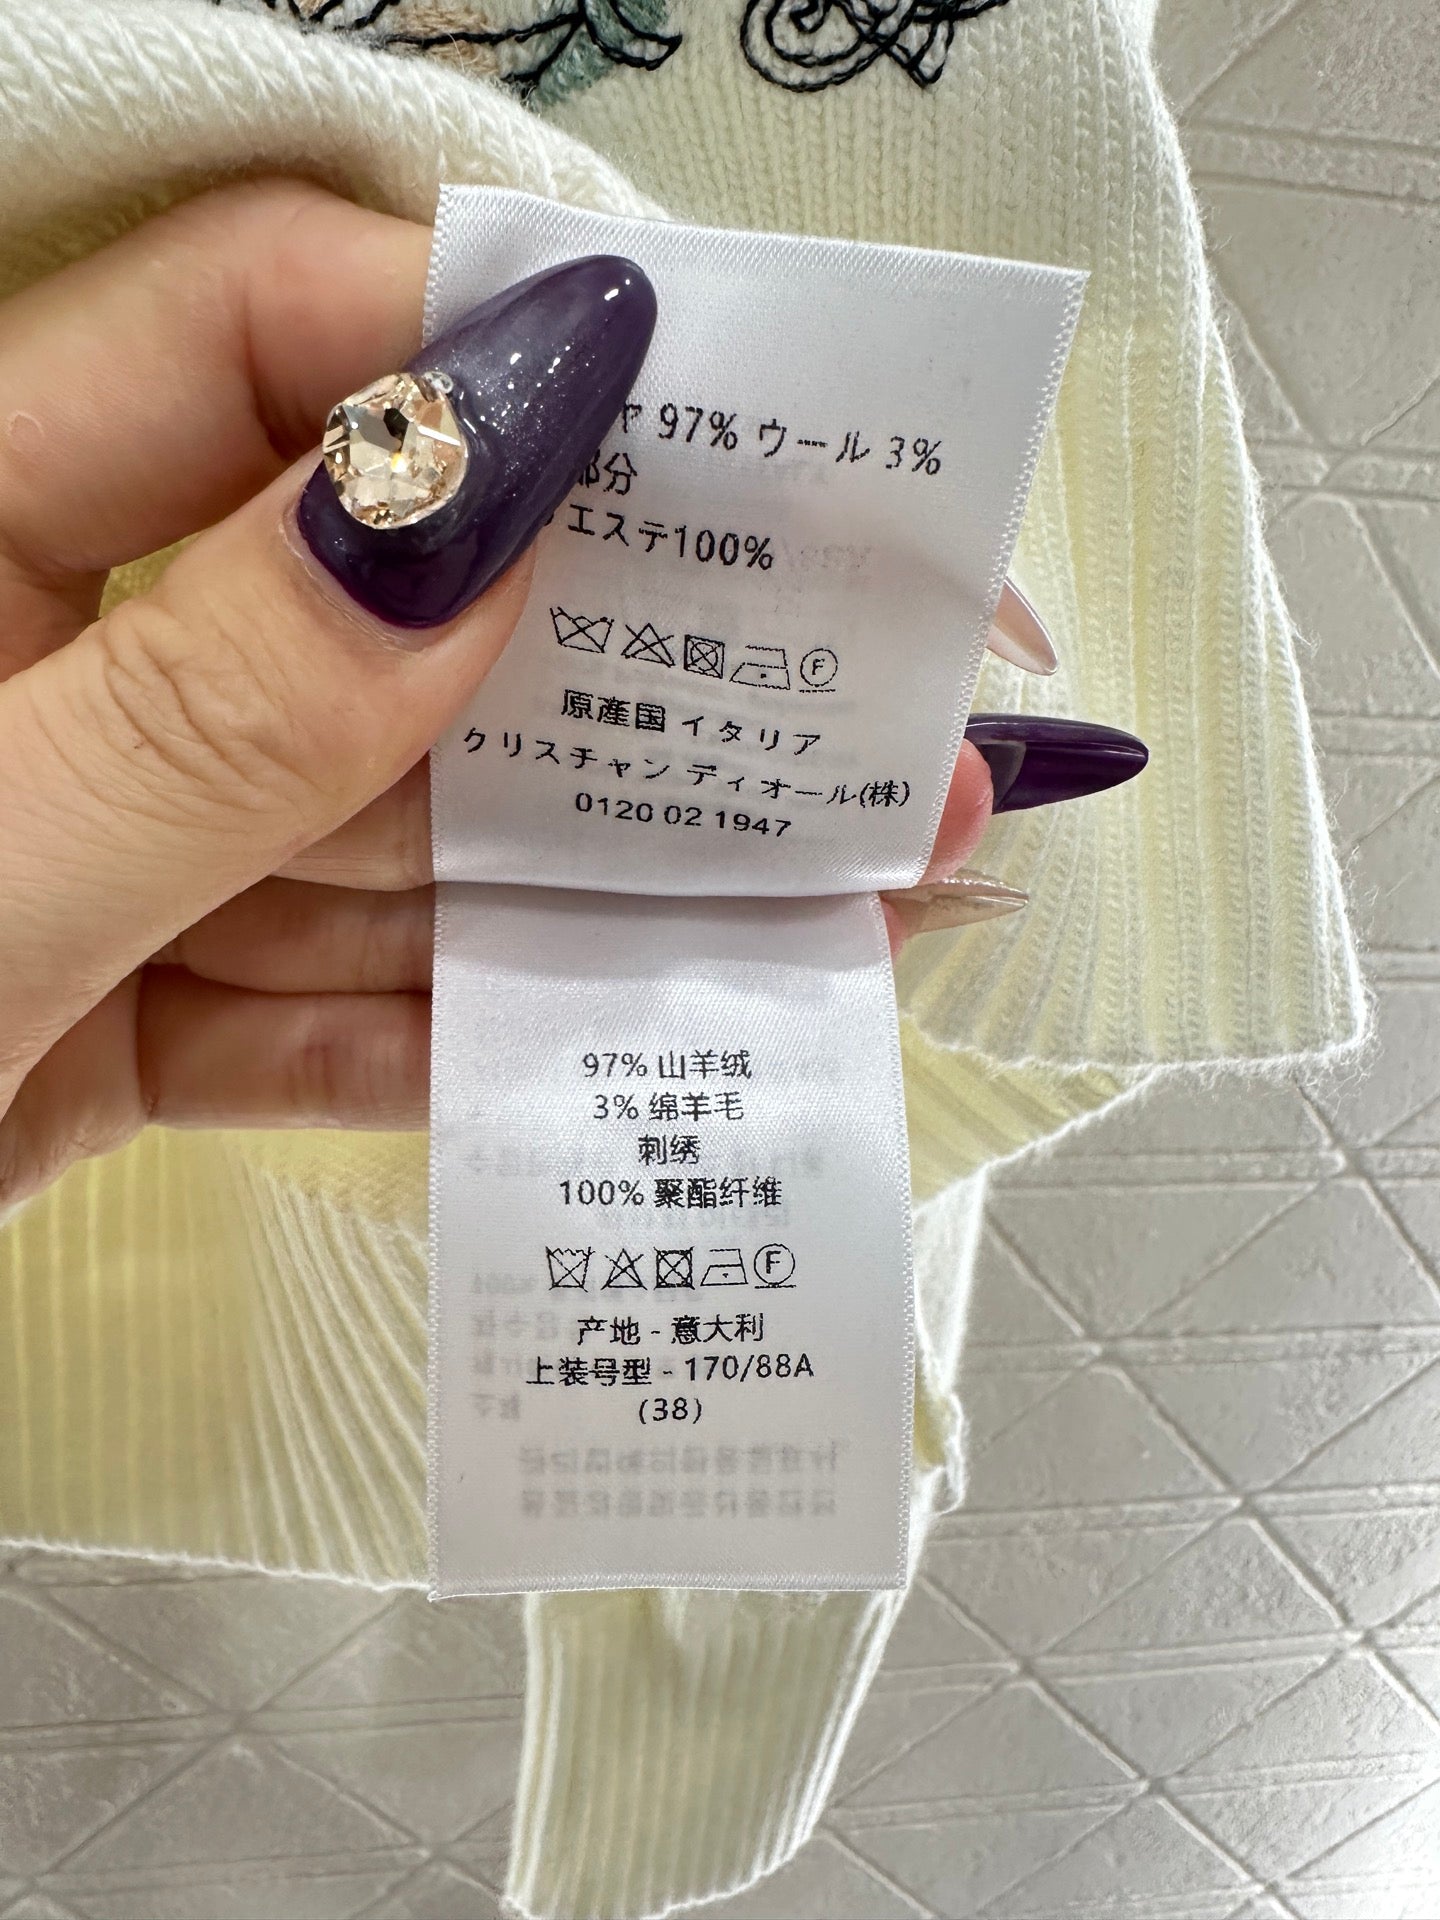 97% ウール 3%
部分
エステ100%
F
原産国 イタリア
クリスチャン ディオール(株)
0120 02 1947
97% 山羊绒
3% 绵羊毛
刺绣
100% 聚酯纤维
F
产地 - 意大利
上装号型 - 170/88A
(38)